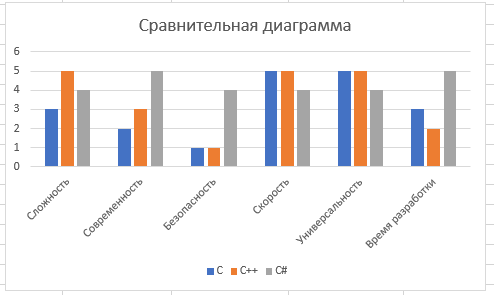 Сравнительная диаграмма
6
5
4
3
2
1
0
Сложность
Современность
Безопасность
Скорость
Универсальность
Время разработки
C C++ C#